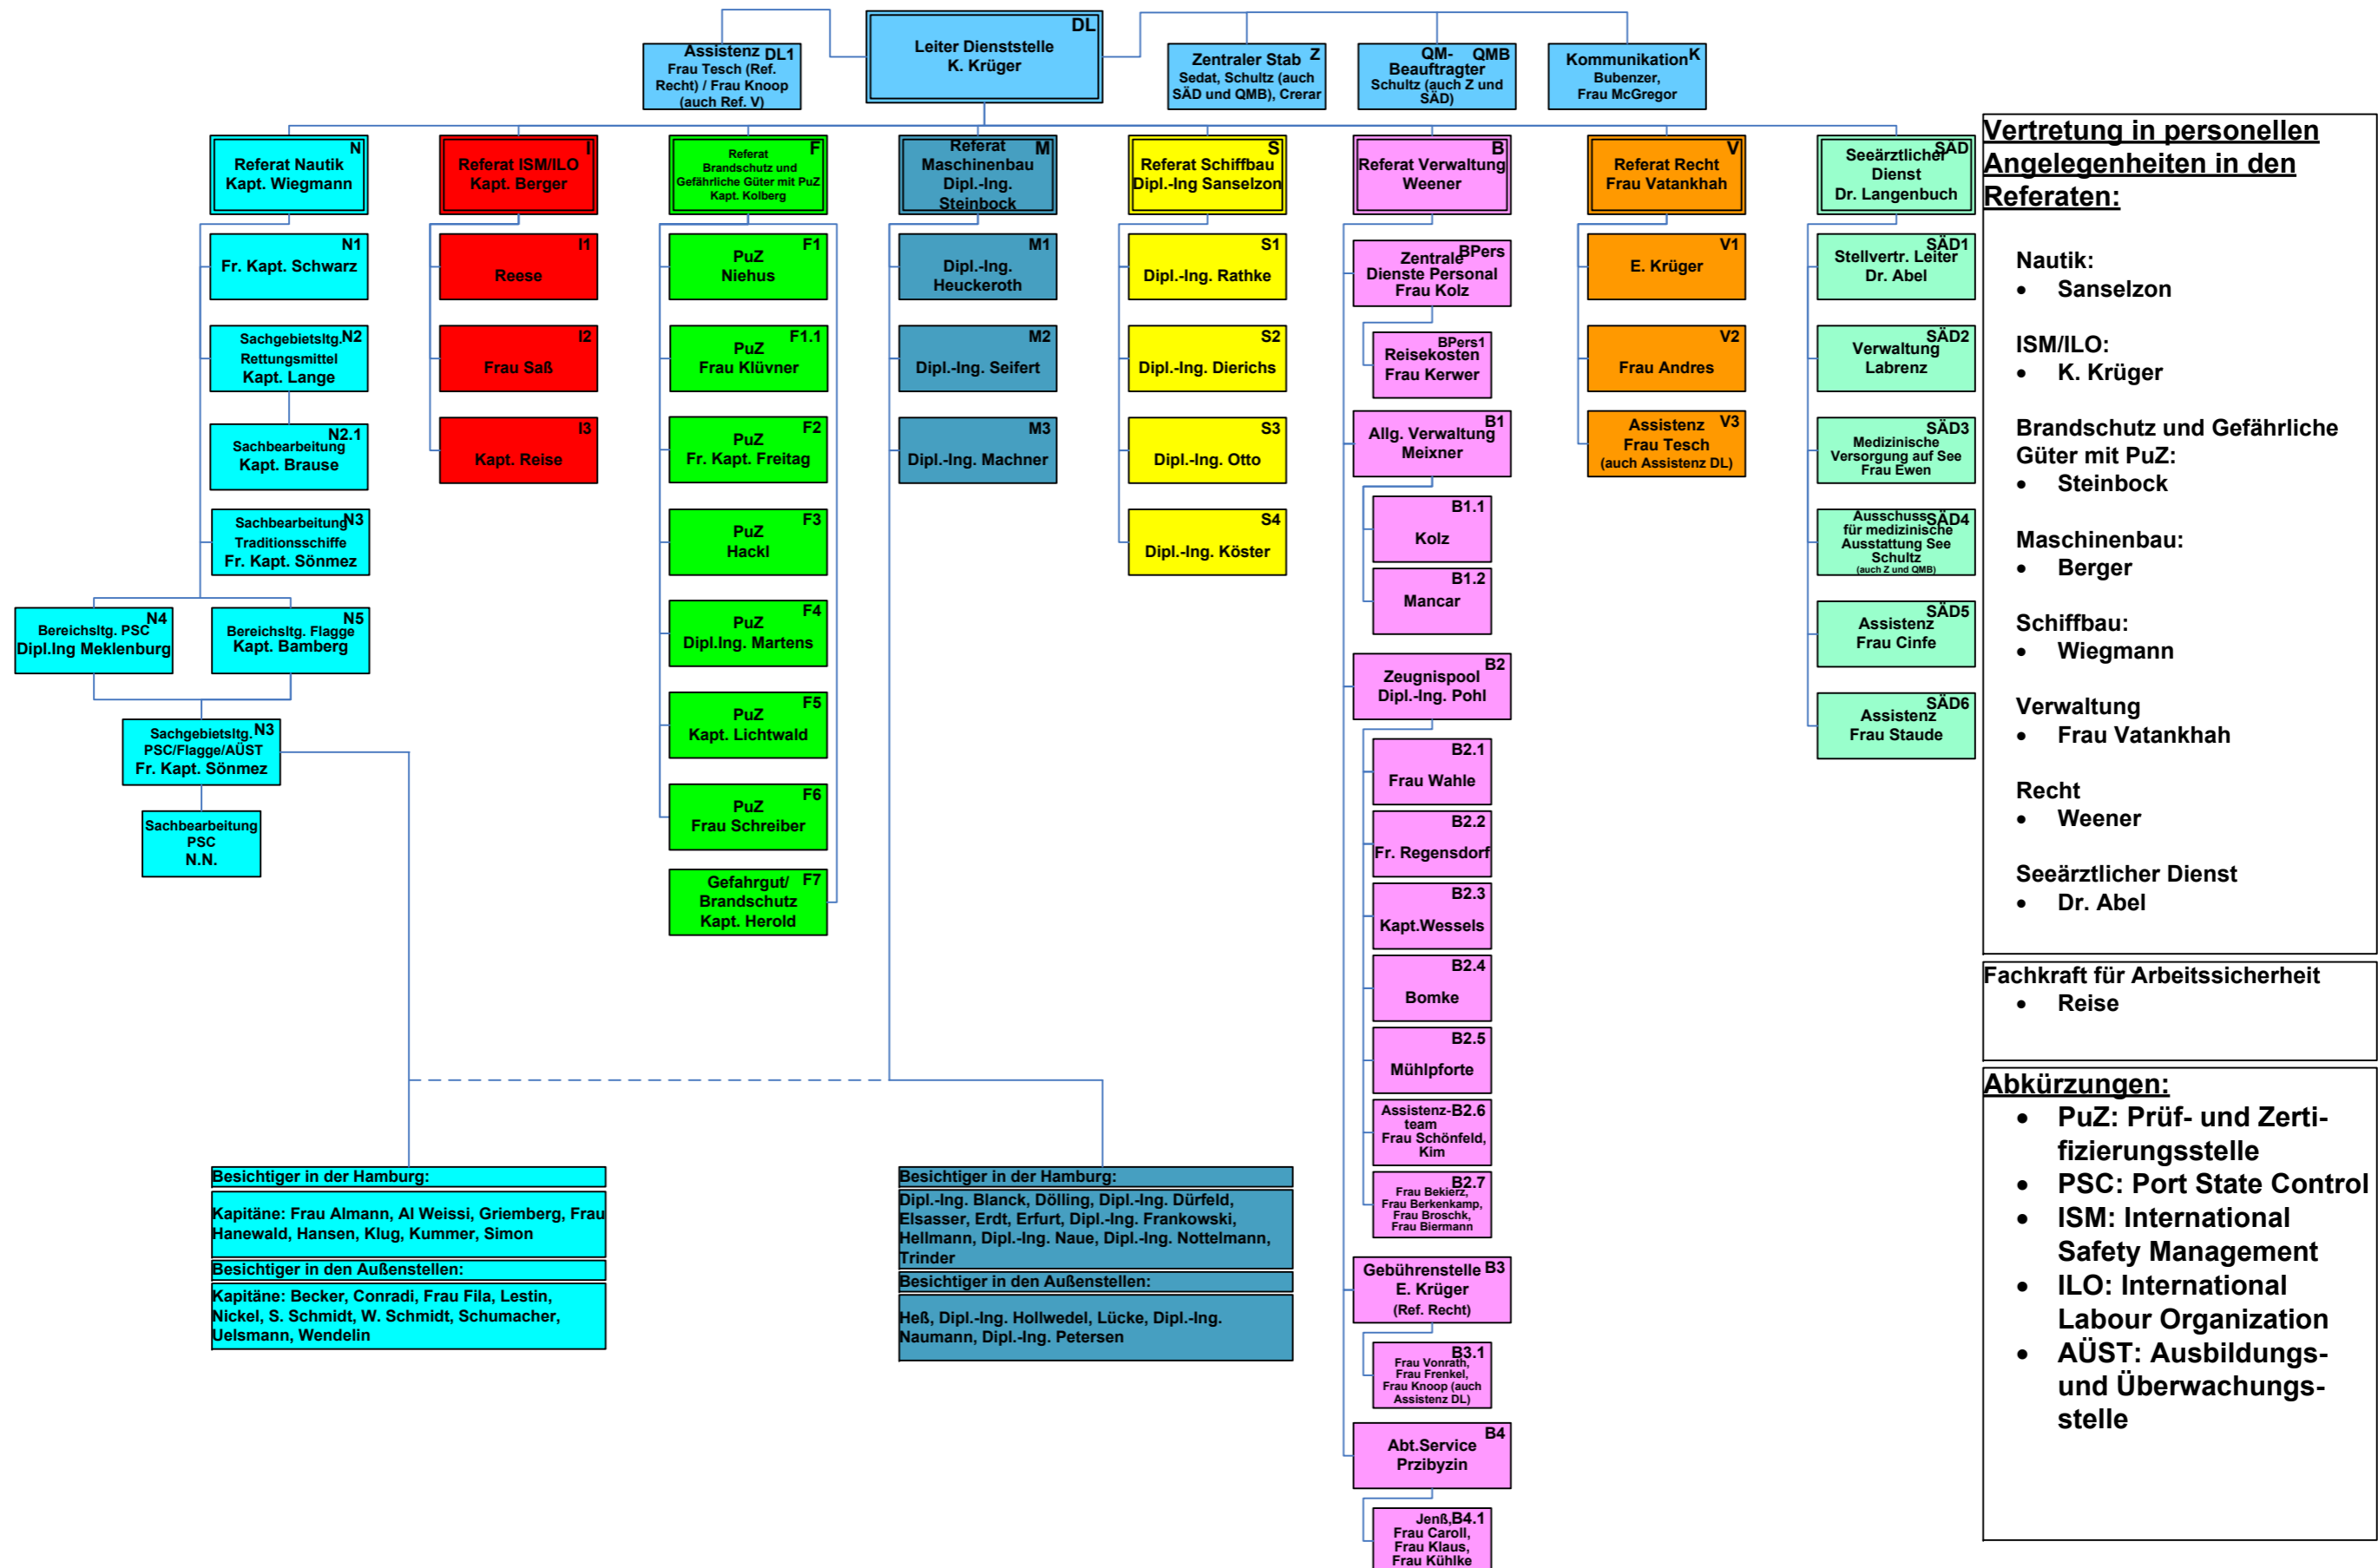 DL
Leiter Dienststelle
K. Krüger
Assistenz DL1
Frau Tesch (Ref.
Recht) / Frau Knoop
(auch Ref. V)
Zentraler Stab Z
Sedat, Schultz (auch
SÄD und QMB), Crerar
QM- QMB
Beauftragter
Schultz (auch Z und
SÄD)
Kommunikation K
Bubenzer,
Frau McGregor
N
Referat Nautik
Kapt. Wiegmann
I
Referat ISM/ILO
Kapt. Berger
Referat F
Brandschutz und
Gefährliche Güter mit PuZ
Kapt. Kolberg
Referat M
Maschinenbau
Dipl.-Ing.
Steinbock
S
Referat Schiffbau
Dipl.-Ing Sanselzon
B
Referat Verwaltung
Weener
V
Referat Recht
Frau Vatankhah
SÄD
Seeärztlicher
Dienst
Dr. Langenbuch
N1
Fr. Kapt. Schwarz
Sachgebietsltg. N2
Rettungsmittel
Kapt. Lange
N2.1
Sachbearbeitung
Kapt. Brause
Sachbearbeitung N3
Traditionsschiffe
Fr. Kapt. Sönmez
N4
Bereichsltg. PSC
Dipl.Ing Meklenburg
N5
Bereichsltg. Flagge
Kapt. Bamberg
Sachgebietsltg. N3
PSC/Flagge/AÜST
Fr. Kapt. Sönmez
Sachbearbeitung
PSC
N.N.
I1
Reese
I2
Frau Saß
I3
Kapt. Reise
F1
PuZ
Niehus
F1.1
PuZ
Frau Klüvner
F2
PuZ
Fr. Kapt. Freitag
F3
PuZ
Hackl
F4
PuZ
Dipl.Ing. Martens
F5
PuZ
Kapt. Lichtwald
F6
PuZ
Frau Schreiber
Gefahrgut/ F7
Brandschutz
Kapt. Herold
M1
Dipl.-Ing.
Heuckeroth
M2
Dipl.-Ing. Seifert
M3
Dipl.-Ing. Machner
S1
Dipl.-Ing. Rathke
S2
Dipl.-Ing. Dierichs
S3
Dipl.-Ing. Otto
S4
Dipl.-Ing. Köster
Zentrale BPers
Dienste Personal
Frau Kolz
BPers1
Reisekosten
Frau Kerwer
B1
Allg. Verwaltung
Meixner
B1.1
Kolz
B1.2
Mancar
B2
Zeugnispool
Dipl.-Ing. Pohl
B2.1
Frau Wahle
B2.2
Fr. Regensdorf
B2.3
Kapt.Wessels
B2.4
Bomke
B2.5
Mühlpforte
Assistenz- B2.6
team
Frau Schönfeld,
Kim
B2.7
Frau Bekierz,
Frau Berkenkamp,
Frau Broschk,
Frau Biermann
Gebührenstelle B3
E. Krüger
(Ref. Recht)
B3.1
Frau Vonrath,
Frau Frenkel,
Frau Knoop (auch
Assistenz DL)
B4
Abt.Service
Przibyzin
Jenß, B4.1
Frau Caroll,
Frau Klaus,
Frau Kühlke
V1
E. Krüger
V2
Frau Andres
Assistenz V3
Frau Tesch
(auch Assistenz DL)
SÄD1
Stellvertr. Leiter
Dr. Abel
SÄD2
Verwaltung
Labrenz
SÄD3
Medizinische
Versorgung auf See
Frau Ewen
Ausschuss SÄD4
für medizinische
Ausstattung See
Schultz
(auch Z und QMB)
SÄD5
Assistenz
Frau Cinfe
SÄD6
Assistenz
Frau Staude
Besichtiger in der Hamburg:
Kapitäne: Frau Almann, Al Weissi, Griemberg, Frau
Hanewald, Hansen, Klug, Kummer, Simon
Besichtiger in den Außenstellen:
Kapitäne: Becker, Conradi, Frau Fila, Lestin,
Nickel, S. Schmidt, W. Schmidt, Schumacher,
Uelsmann, Wendelin
Besichtiger in der Hamburg:
Dipl.-Ing. Blanck, Dölling, Dipl.-Ing. Dürfeld,
Elsasser, Erdt, Erfurt, Dipl.-Ing. Frankowski,
Hellmann, Dipl.-Ing. Naue, Dipl.-Ing. Nottelmann,
Trinder
Besichtiger in den Außenstellen:
Heß, Dipl.-Ing. Hollwedel, Lücke, Dipl.-Ing.
Naumann, Dipl.-Ing. Petersen
Vertretung in personellen
Angelegenheiten in den
Referaten:
Nautik:
• Sanselzon
ISM/ILO:
• K. Krüger
Brandschutz und Gefährliche
Güter mit PuZ:
• Steinbock
Maschinenbau:
• Berger
Schiffbau:
• Wiegmann
Verwaltung
• Frau Vatankhah
Recht
• Weener
Seeärztlicher Dienst
• Dr. Abel
Fachkraft für Arbeitssicherheit
• Reise
Abkürzungen:
• PuZ: Prüf- und Zerti-
fizierungsstelle
• PSC: Port State Control
• ISM: International
Safety Management
• ILO: International
Labour Organization
• AÜST: Ausbildungs-
und Überwachungs-
stelle